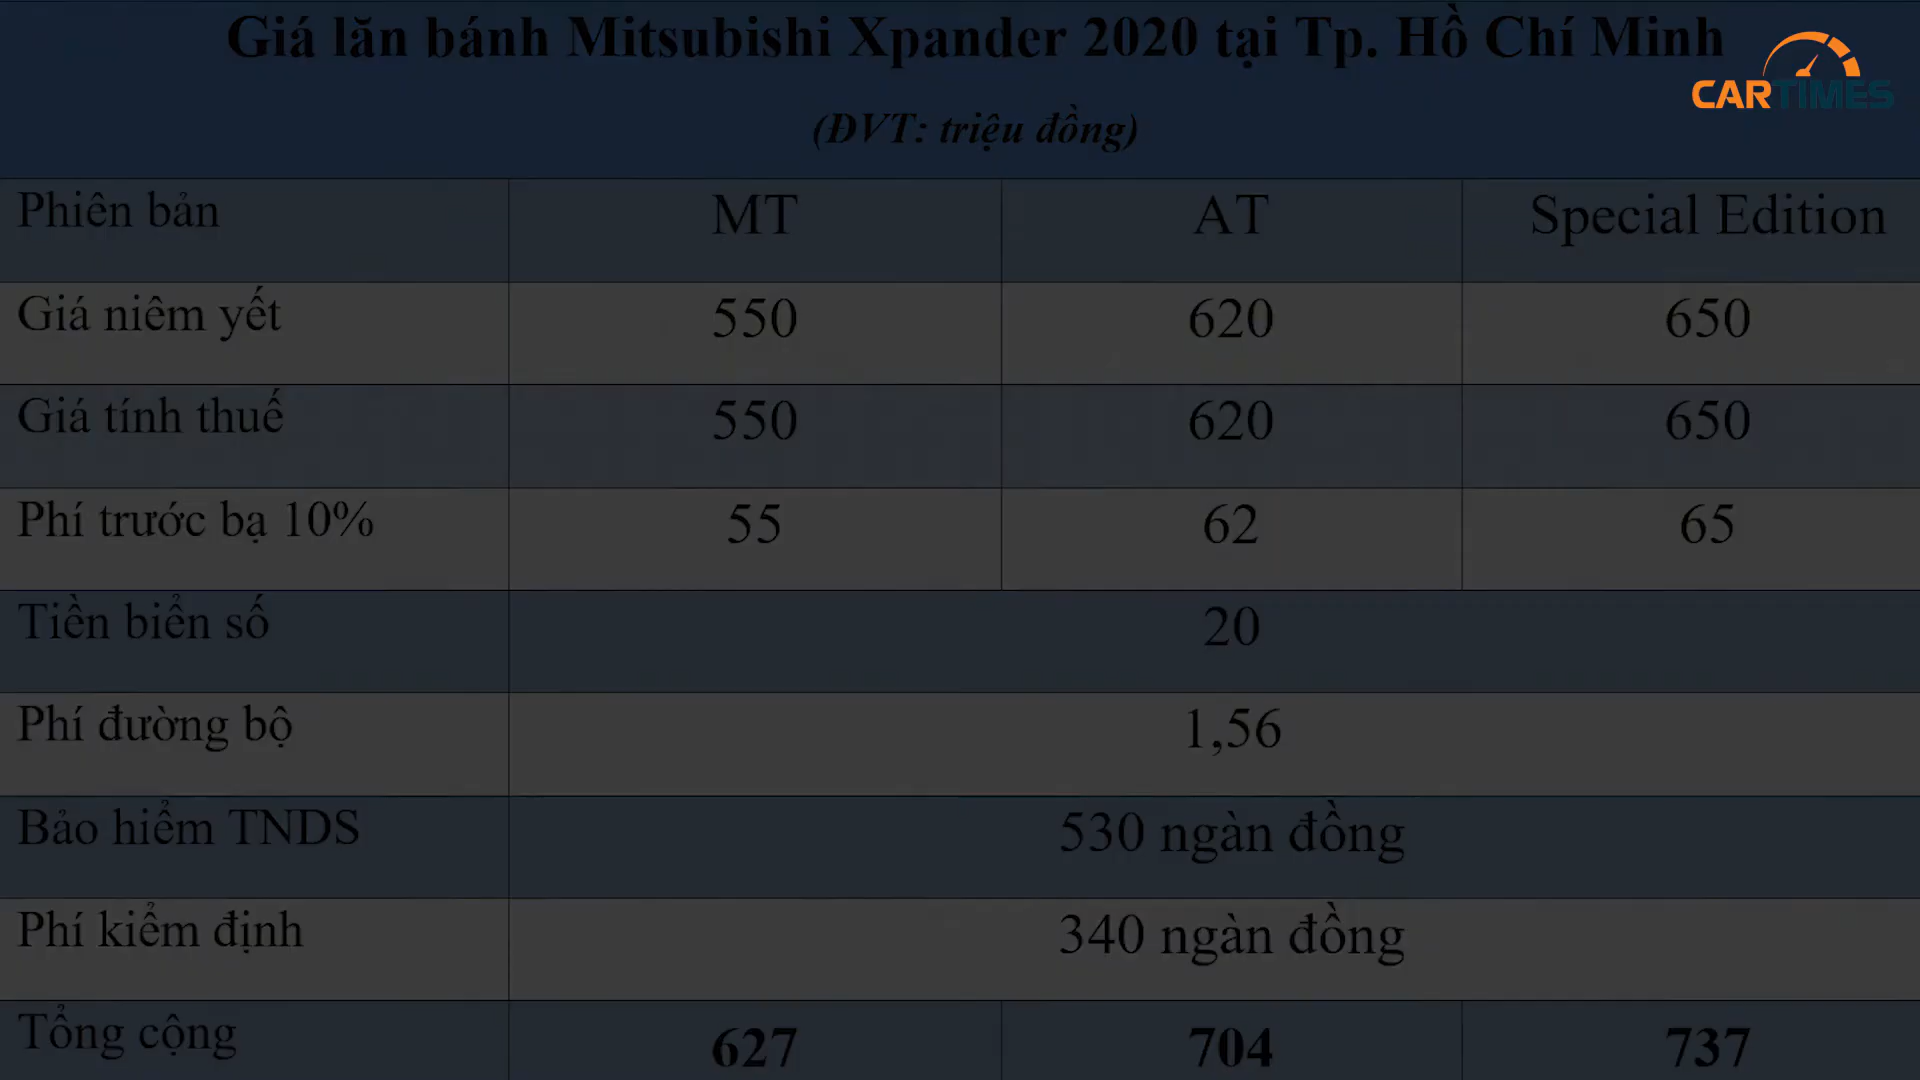 Giá lăn bánh Mitsubishi Xpander 2020 tại Tp. Hồ Chí Minh
CARTIMES
(ĐVT: triệu đồng)
Phiên bản MT AT Special Edition
Giá niêm yết 550 620 650
Giá tính thuế 550 620 650
Phí trước bạ 10% 55 62 65
Tiền biển số 20
Phí đường bộ 1,56
Bảo hiểm TNDS 530 ngàn đồng
Phí kiểm định 340 ngàn đồng
Tổng cộng 627 704 737